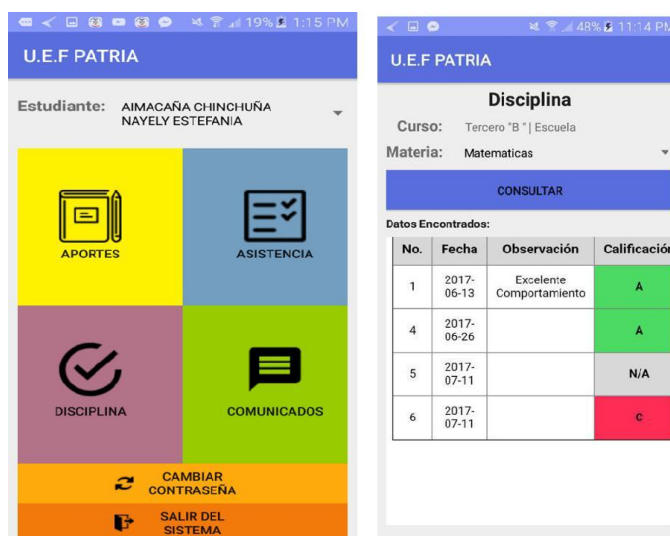 19% 1:15 PM
U.E.F PATRIA
Estudiante: AIMACAÑA CHINCHUÑA
NAYELY ESTEFANIA
APORTES
ASISTENCIA
DISCIPLINA
COMUNICADOS
CAMBIAR
CONTRASEÑA
SALIR DEL
SISTEMA
48% 11:14 PM
U.E.F PATRIA
Disciplina
Curso: Tercero "B " | Escuela
Materia: Matematicas
CONSULTAR
Datos Encontrados:
No. Fecha Observación Calificación
1 2017-06-13 Excelente Comportamiento A
4 2017-06-26 A
5 2017-07-11 N/A
6 2017-07-11 C